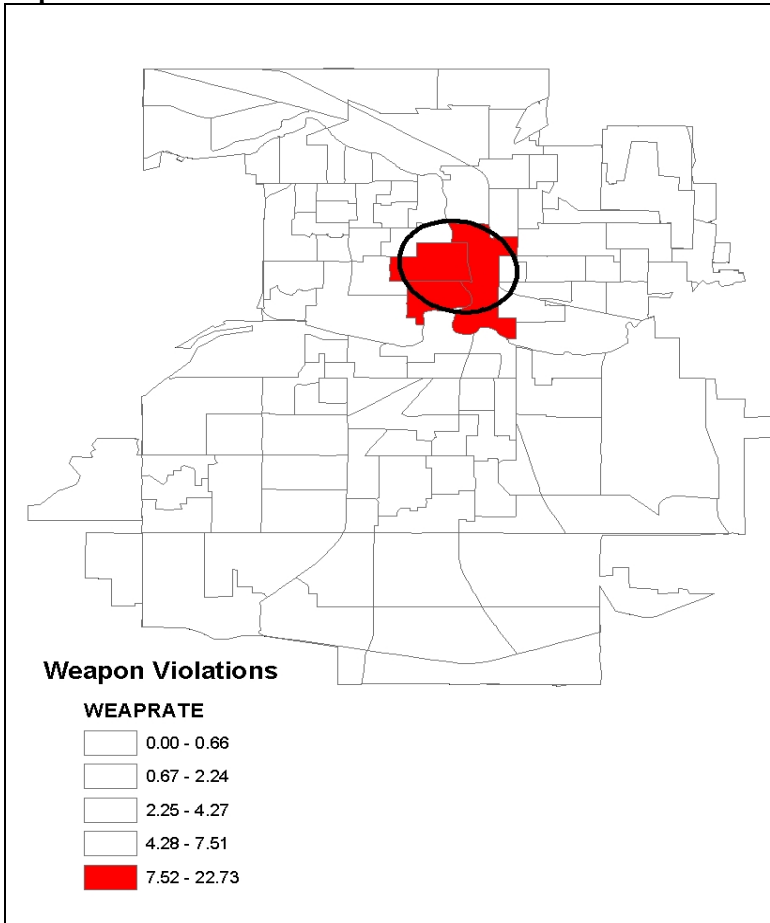 Weapon Violations
WEAPRATE
0.00 - 0.66
0.67 - 2.24
2.25 - 4.27
4.28 - 7.51
7.52 - 22.73